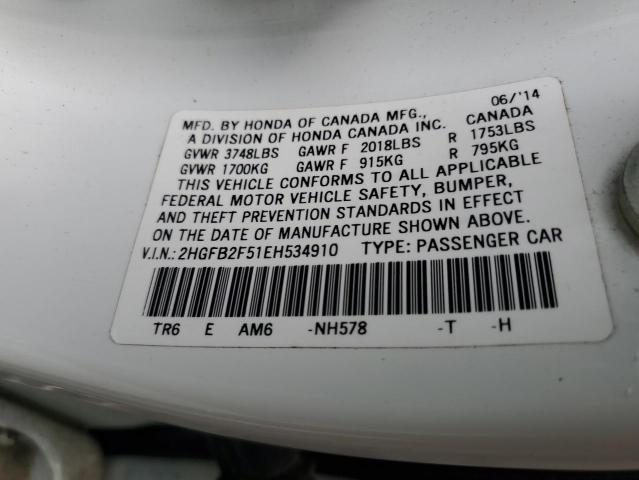 MFD. BY HONDA OF CANADA MFG., 06/'14
A DIVISION OF HONDA CANADA INC. CANADA
GVWR 3748LBS GAWR F 2018LBS R 1753LBS
GVWR 1700KG GAWR F 915KG R 795KG
THIS VEHICLE CONFORMS TO ALL APPLICABLE
FEDERAL MOTOR VEHICLE SAFETY, BUMPER,
AND THEFT PREVENTION STANDARDS IN EFFECT
ON THE DATE OF MANUFACTURE SHOWN ABOVE.
V.I.N.: 2HGFB2F51EH534910 TYPE: PASSENGER CAR
TR6 E AM6 -NH578 -T -H